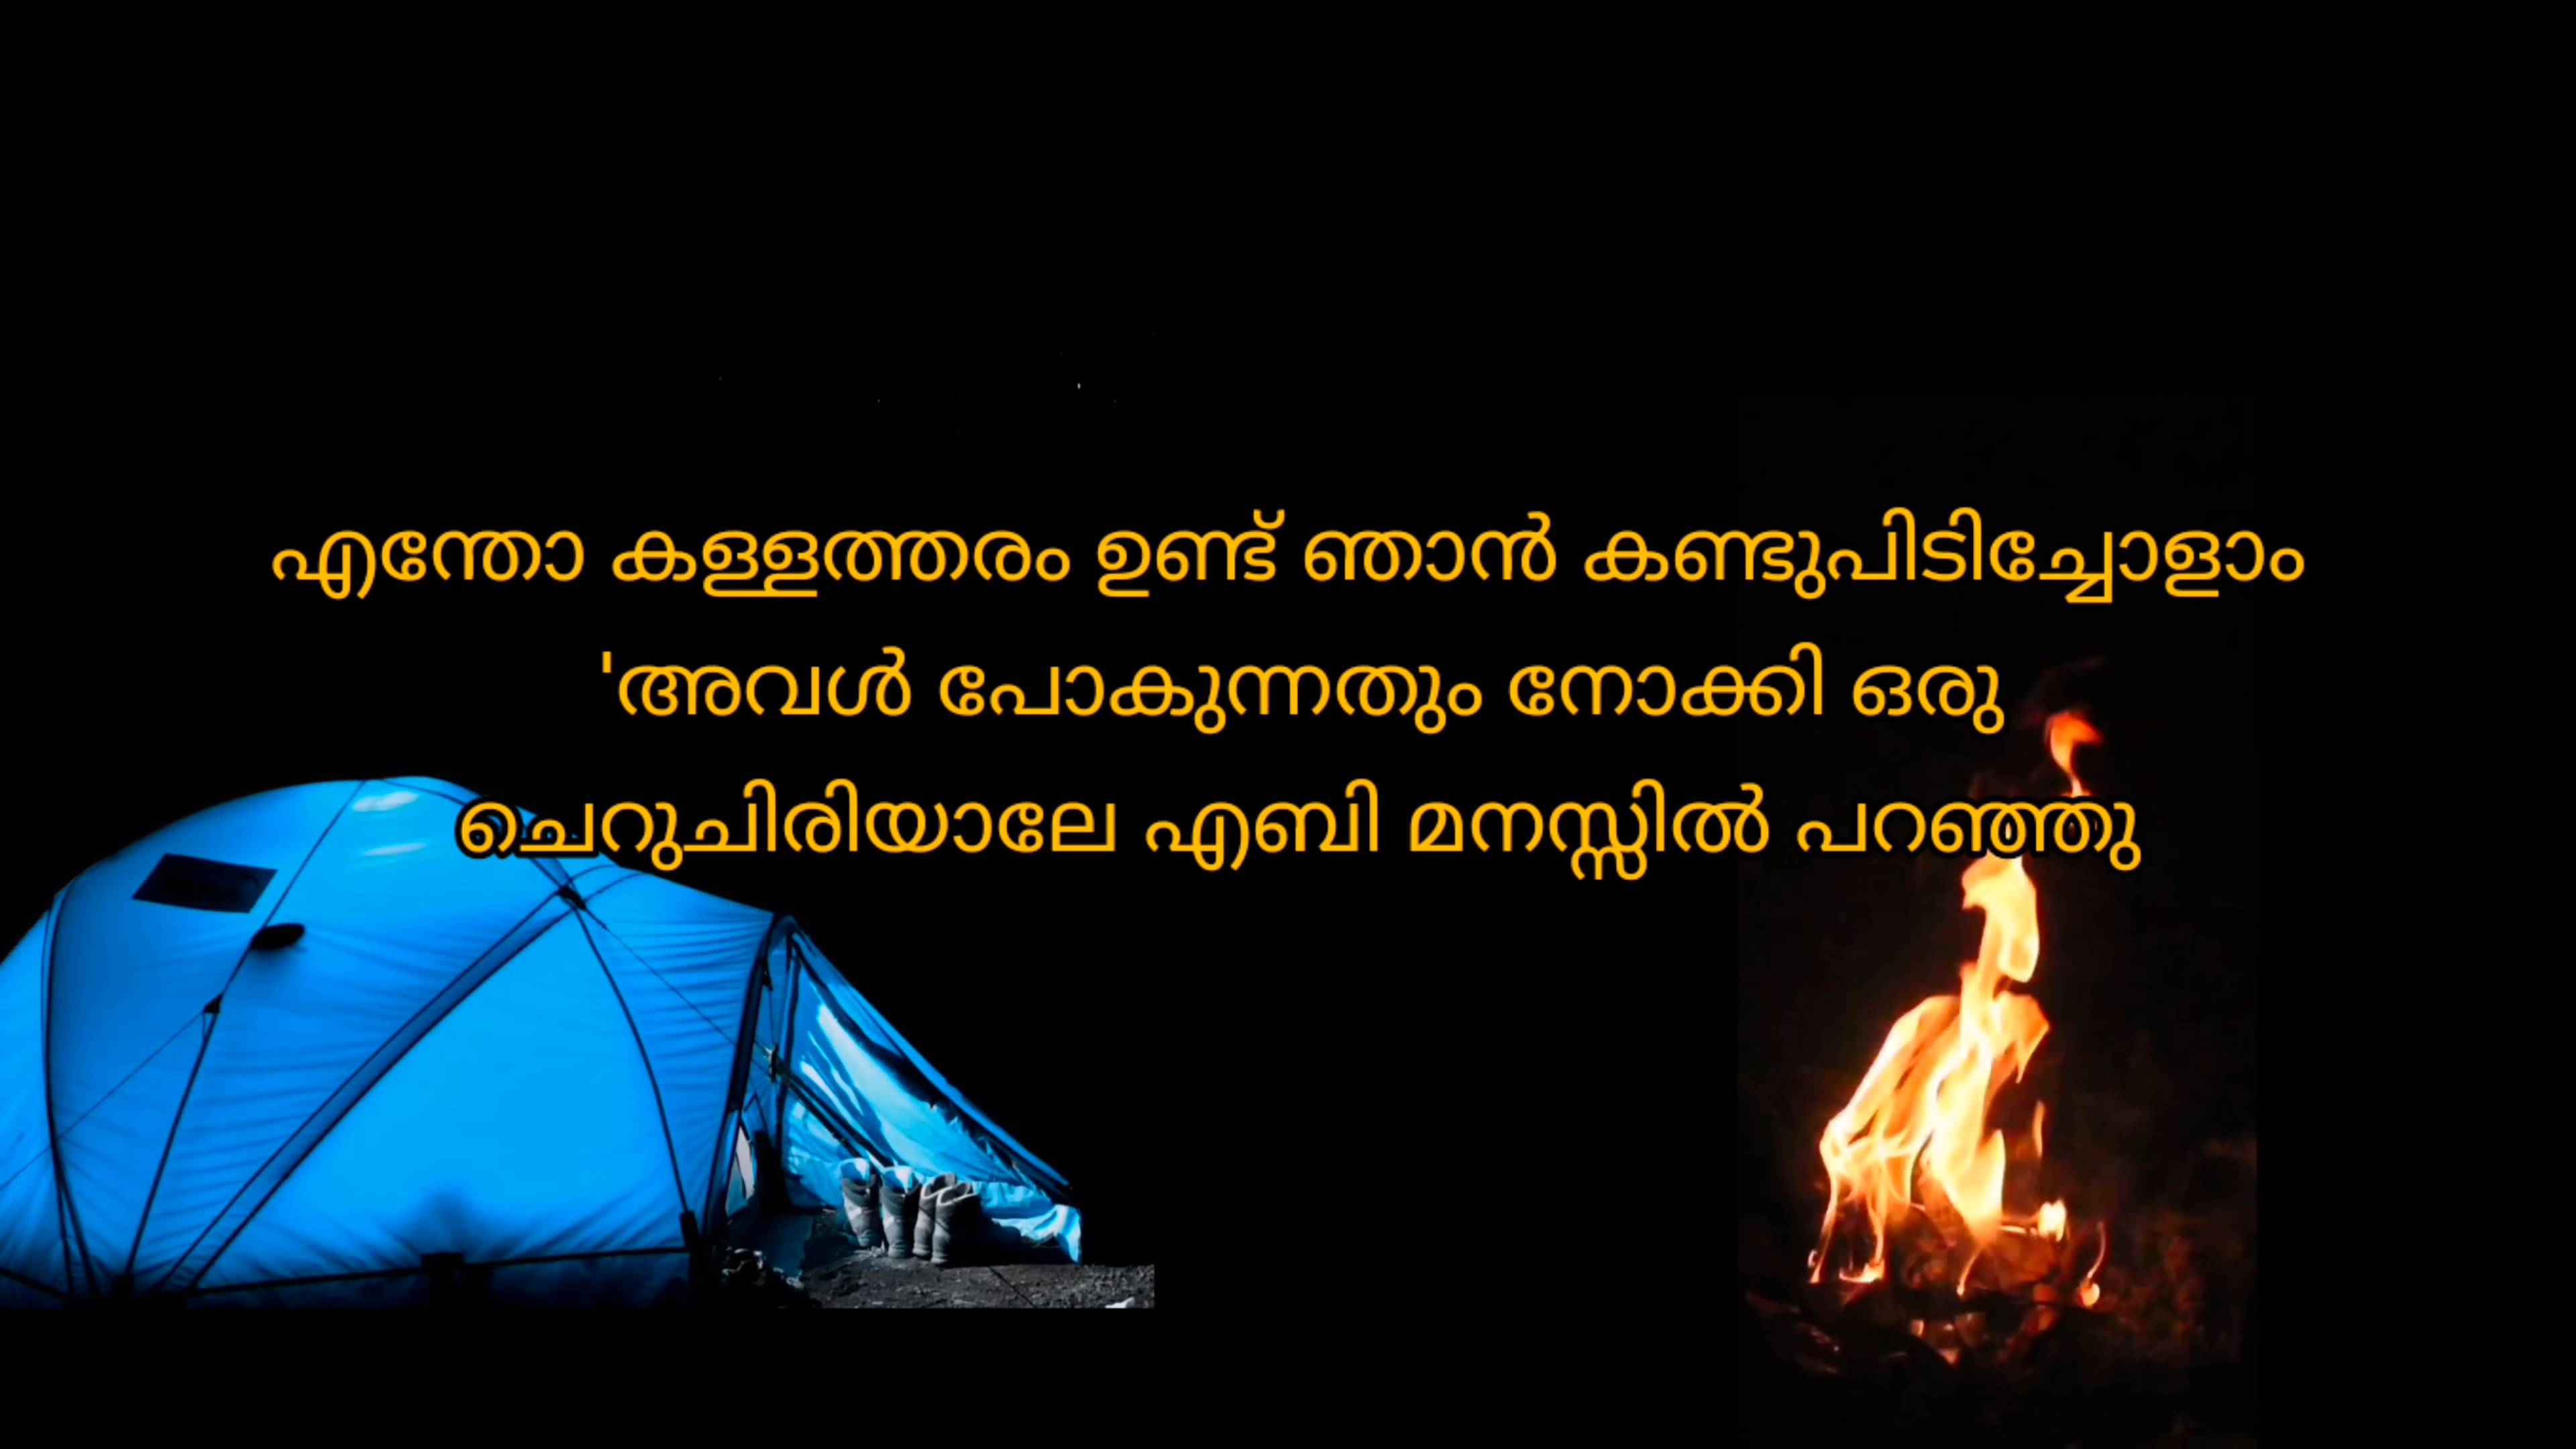 എന്തോ കള്ളത്തരം ഉണ്ട് ഞാൻ കണ്ടുപിടിച്ചോളാം
'അവൾ പോകുന്നതും നോക്കി ഒരു
ചെറുചിരിയാലേ എബി മനസ്സിൽ പറഞ്ഞു